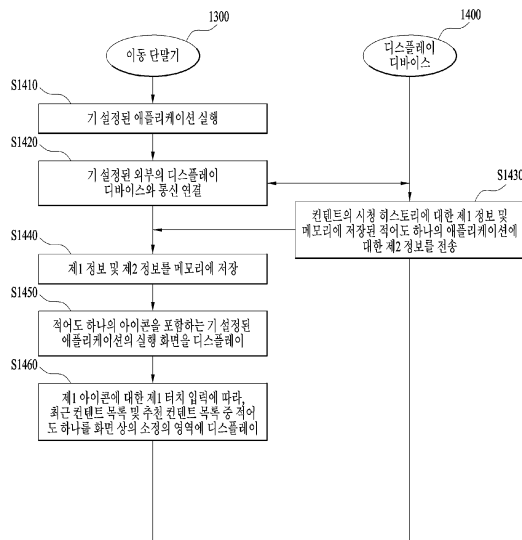 1300
이동 단말기
1400
디스플레이
디바이스
S1410
기 설정된 애플리케이션 실행
S1420
기 설정된 외부의 디스플레이
디바이스와 통신 연결
S1430
컨텐트의 시청 히스토리에 대한 제1 정보 및
메모리에 저장된 적어도 하나의 애플리케이션에
대한 제2 정보를 전송
S1440
제1 정보 및 제2 정보를 메모리에 저장
S1450
적어도 하나의 아이콘을 포함하는 기 설정된
애플리케이션의 실행 화면을 디스플레이
S1460
제1 아이콘에 대한 제1 터치 입력에 따라,
최근 컨텐트 목록 및 추천 컨텐트 목록 중 적어
도 하나를 화면 상의 소정의 영역에 디스플레이